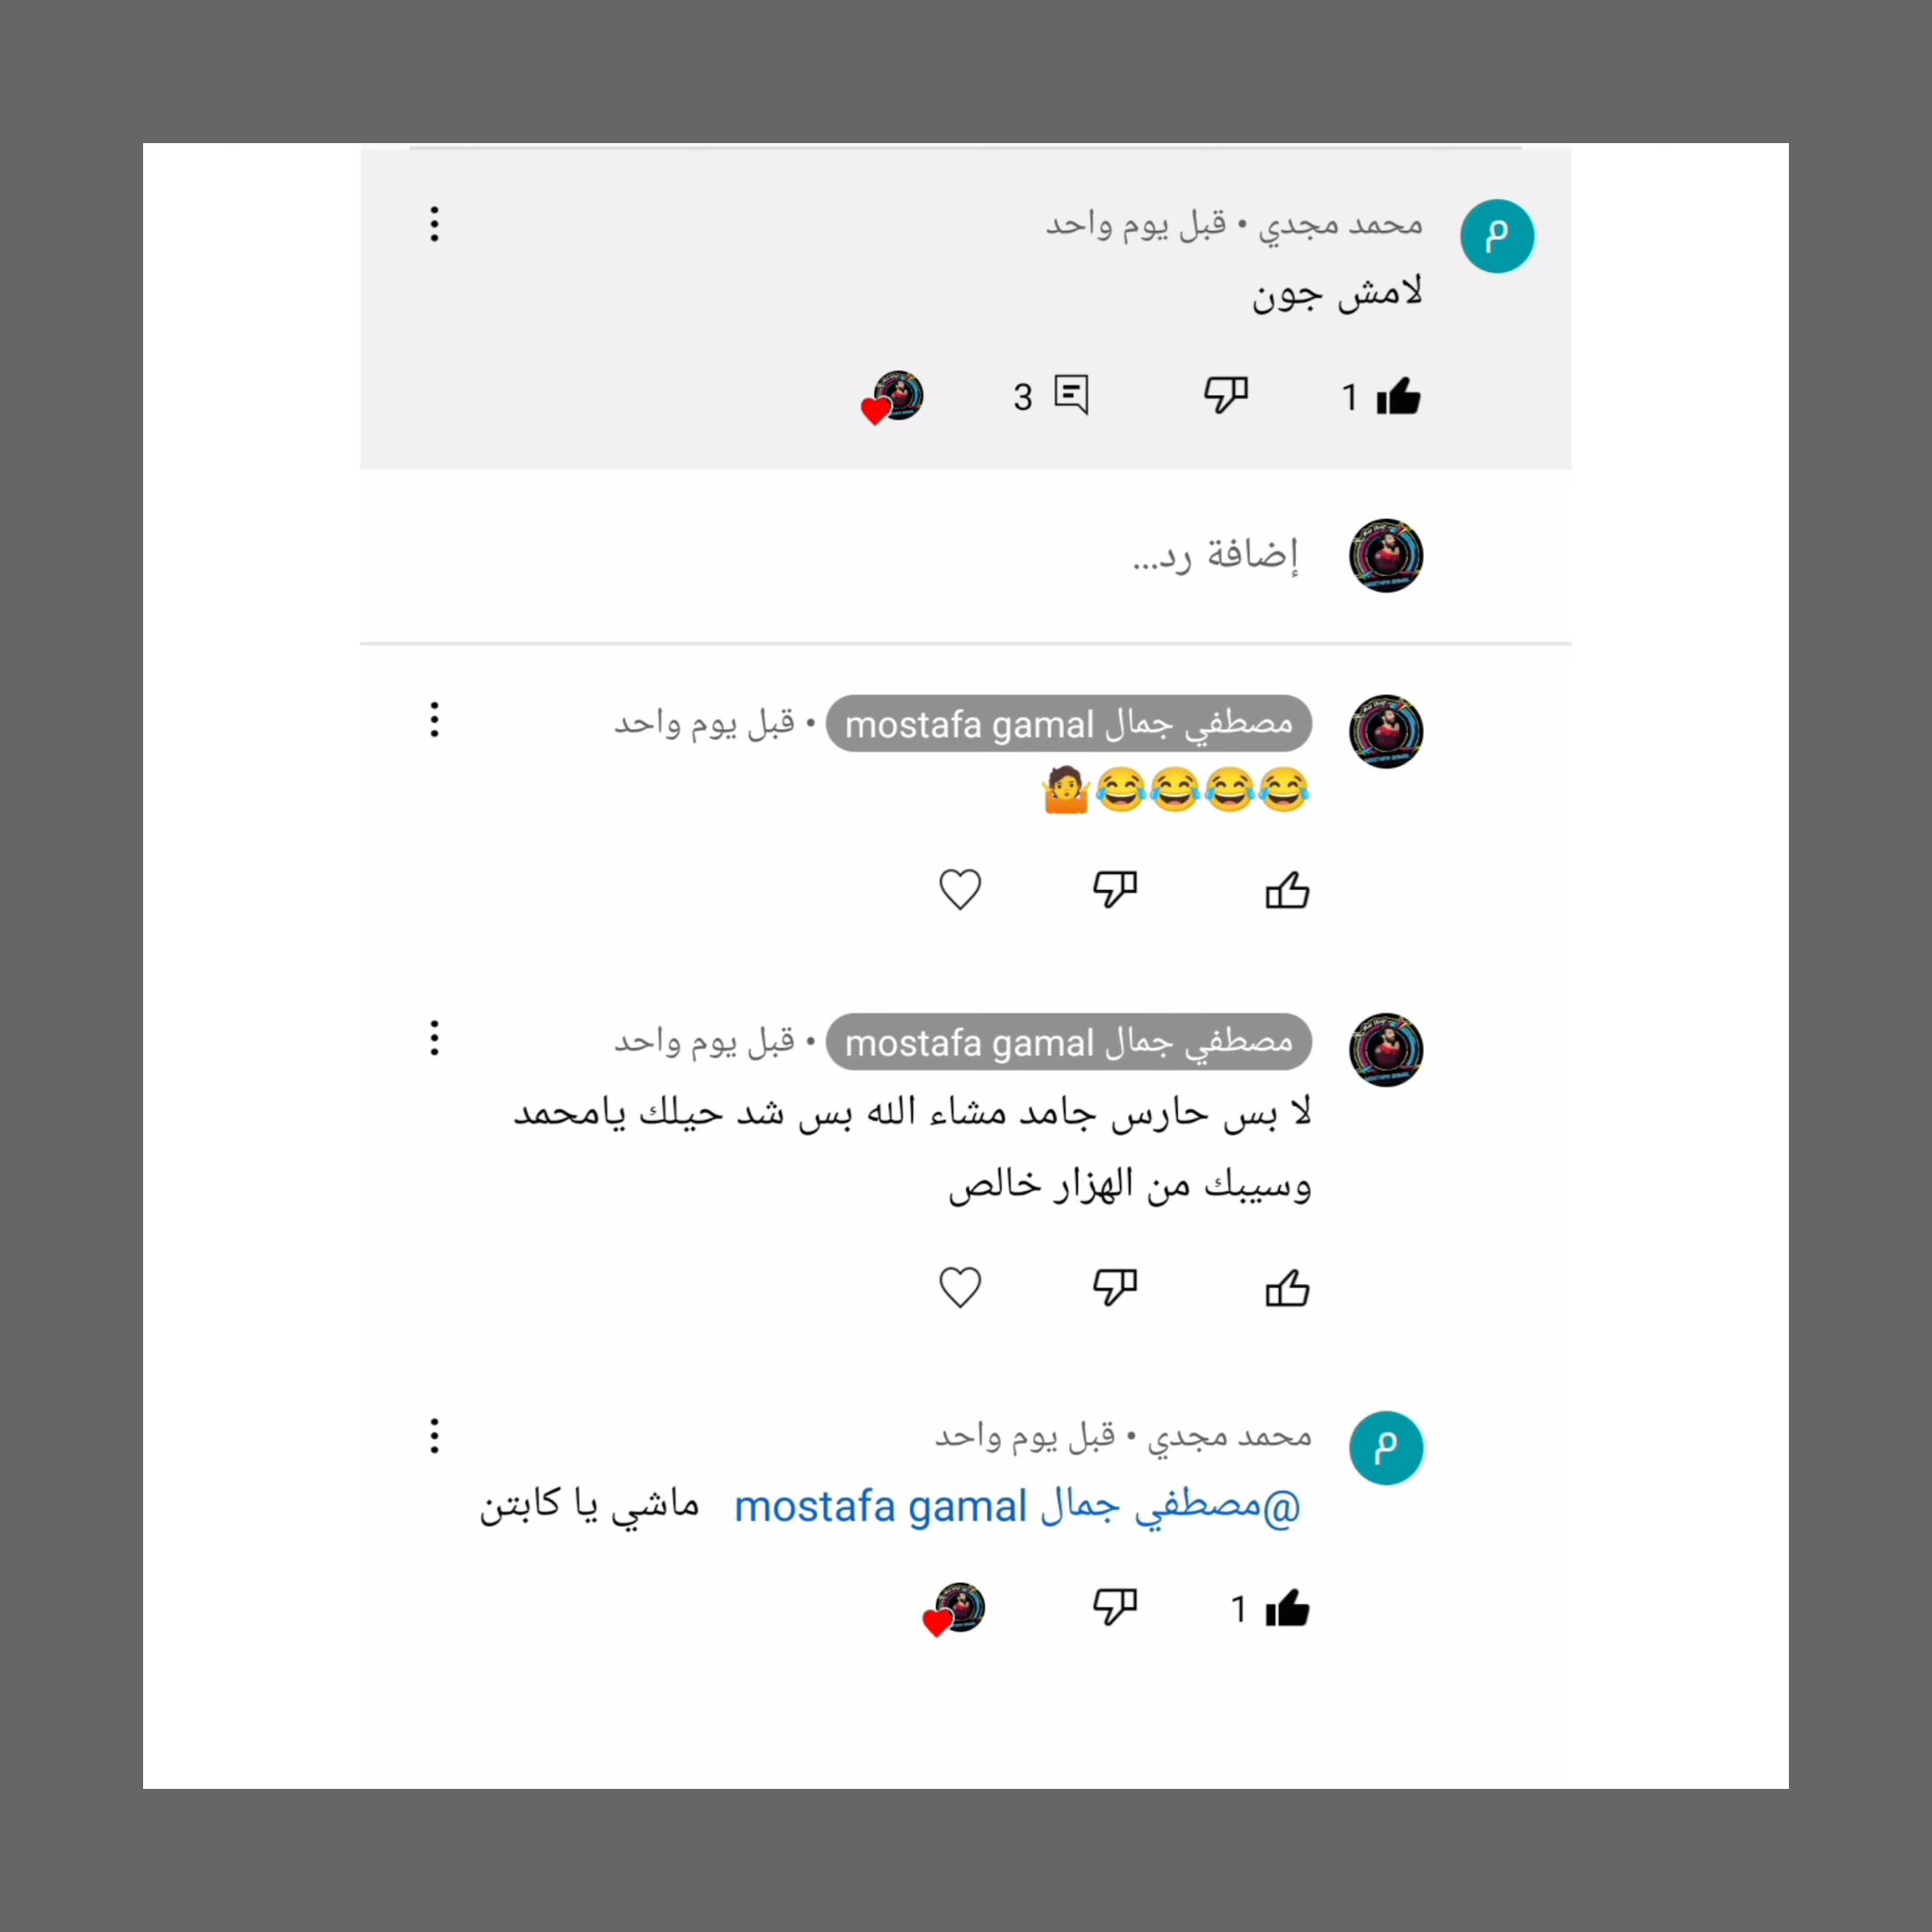 محمد مجدي • قبل يوم واحد
م
لامش جون
1
3
إضافة رد...
مصطفي جمال mostafa gamal • قبل يوم واحد
😂😂😂😂🤷
مصطفي جمال mostafa gamal • قبل يوم واحد
لا بس حارس جامد مشاء الله بس شد حيلك يامحمد
وسيبك من الهزار خالص
محمد مجدي • قبل يوم واحد
م
@مصطفي جمال mostafa gamal ماشي يا كابتن
1